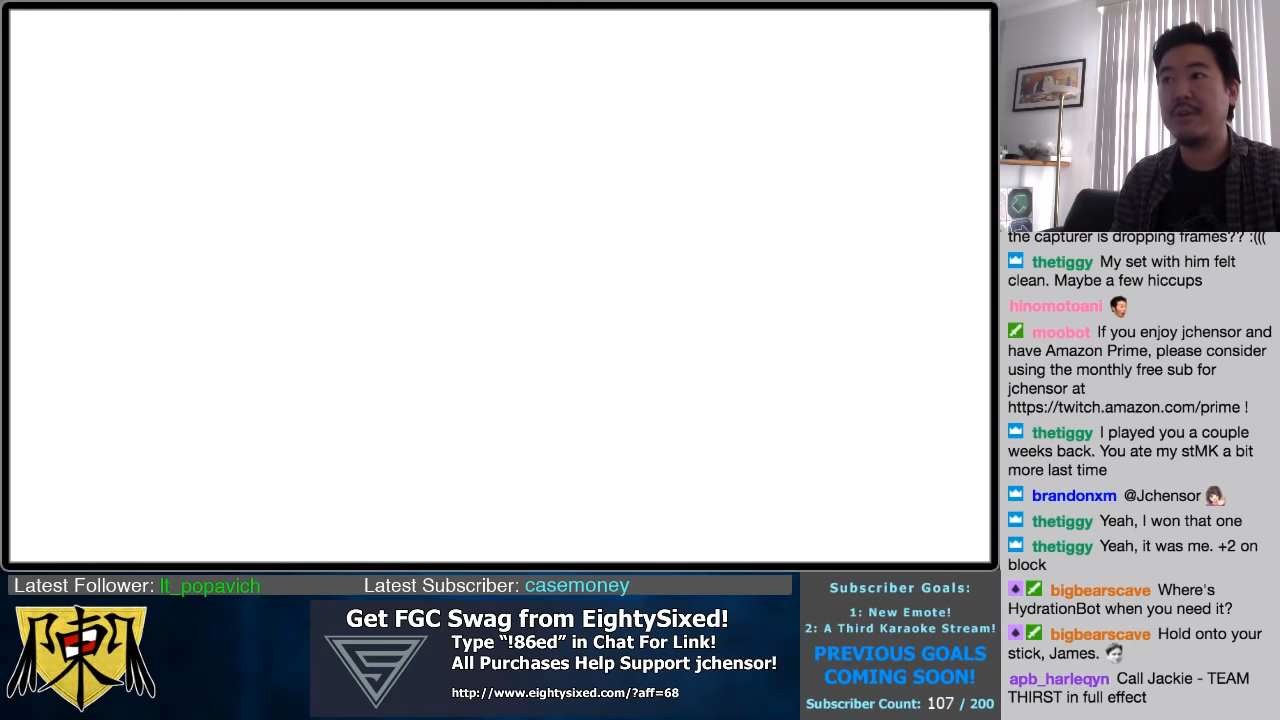 the capturer is dropping frames?? :(((
thetiggy My set with him felt
clean. Maybe a few hiccups
hinomotoani
moobot If you enjoy jchensor and
have Amazon Prime, please consider
using the monthly free sub for
jchensor at
https://twitch.amazon.com/prime !
thetiggy I played you a couple
weeks back. You ate my stMK a bit
more last time
brandonxm @Jchensor
thetiggy Yeah, I won that one
thetiggy Yeah, it was me. +2 on
block
bigbearscave Where's
HydrationBot when you need it?
bigbearscave Hold onto your
stick, James.
apb_harleqyn Call Jackie - TEAM
THIRST in full effect
Latest Follower: lt_popavich
Latest Subscriber: casemoney
Get FGC Swag from EightySixed!
Type “!86ed” in Chat For Link!
All Purchases Help Support jchensor!
http://www.eightysixed.com/?aff=68
Subscriber Goals:
1: New Emote!
2: A Third Karaoke Stream!
PREVIOUS GOALS
COMING SOON!
Subscriber Count: 107 / 200